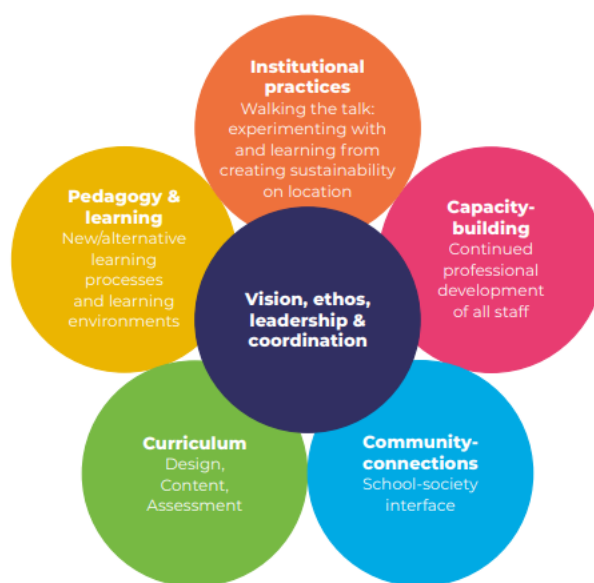 Institutional
practices
Walking the talk:
experimenting with
and learning from
creating sustainability
on location
Pedagogy &
learning
New/alternative
learning
processes
and learning
environments
Capacity-
building
Continued
professional
development
of all staff
Vision, ethos,
leadership &
coordination
Curriculum
Design,
Content,
Assessment
Community-
connections
School-society
interface